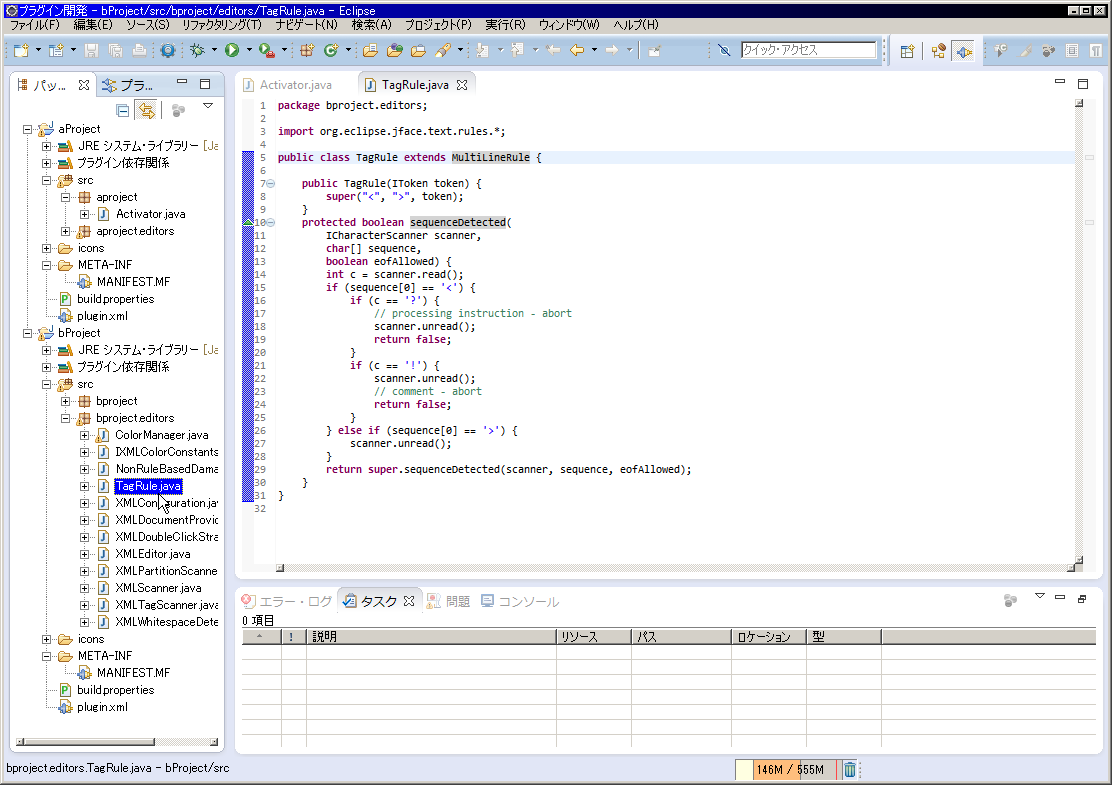 プラグイン開発 - bProject/src/bproject/editors/TagRule.java - Eclipse
ファイル(F) 編集(E) ソース(S) リファクタリング(T) ナビゲート(N) 検索(A) プロジェクト(P) 実行(R) ウィンドウ(W) ヘルプ(H)
クイック・アクセス
パッ... プラ...
aProject
JRE システム・ライブラリー [Ja
プラグイン依存関係
src
aproject
Activator.java
aproject.editors
icons
META-INF
MANIFEST.MF
build.properties
plugin.xml
bProject
JRE システム・ライブラリー [Ja
プラグイン依存関係
src
bproject
bproject.editors
ColorManager.java
IXMLColorConstants
NonRuleBasedDama
TagRule.java
XMLConfiguration.jav
XMLDocumentProvid
XMLDoubleClickStra
XMLEditor.java
XMLPartitionScanne
XMLScanner.java
XMLTagScanner.java
XMLWhitespaceDete
icons
META-INF
MANIFEST.MF
build.properties
plugin.xml
Activator.java TagRule.java
1 package bproject.editors;
2
3 import org.eclipse.jface.text.rules.*;
4
5 public class TagRule extends MultiLineRule {
6
7 public TagRule(IToken token) {
8 super("<", ">", token);
9 }
10 protected boolean sequenceDetected(
11 ICharacterScanner scanner,
12 char[] sequence,
13 boolean eofAllowed) {
14 int c = scanner.read();
15 if (sequence[0] == '<') {
16 if (c == '?') {
17 // processing instruction - abort
18 scanner.unread();
19 return false;
20 }
21 if (c == '!') {
22 scanner.unread();
23 // comment - abort
24 return false;
25 }
26 } else if (sequence[0] == '>') {
27 scanner.unread();
28 }
29 return super.sequenceDetected(scanner, sequence, eofAllowed);
30 }
31 }
32
エラー・ログ タスク 問題 コンソール
0 項目
! 説明 リソース パス ロケーション 型
bproject.editors.TagRule.java - bProject/src
146M / 555M